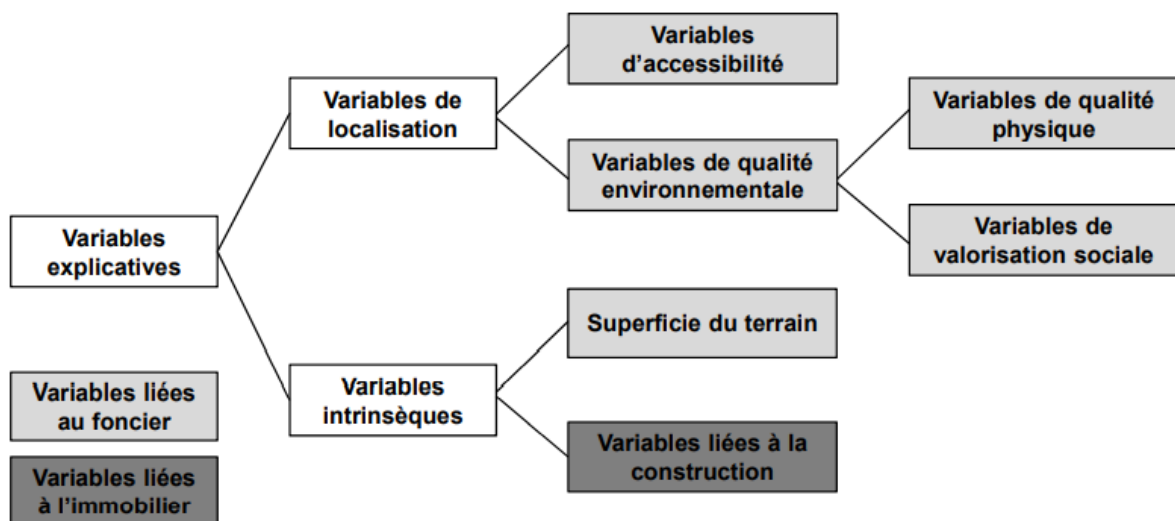 Variables
d'accessibilité
Variables de
localisation
Variables de qualité
physique
Variables de qualité
environnementale
Variables
explicatives
Variables de
valorisation sociale
Superficie du terrain
Variables liées
au foncier
Variables
intrinsèques
Variables liées à la
construction
Variables liées
à l'immobilier